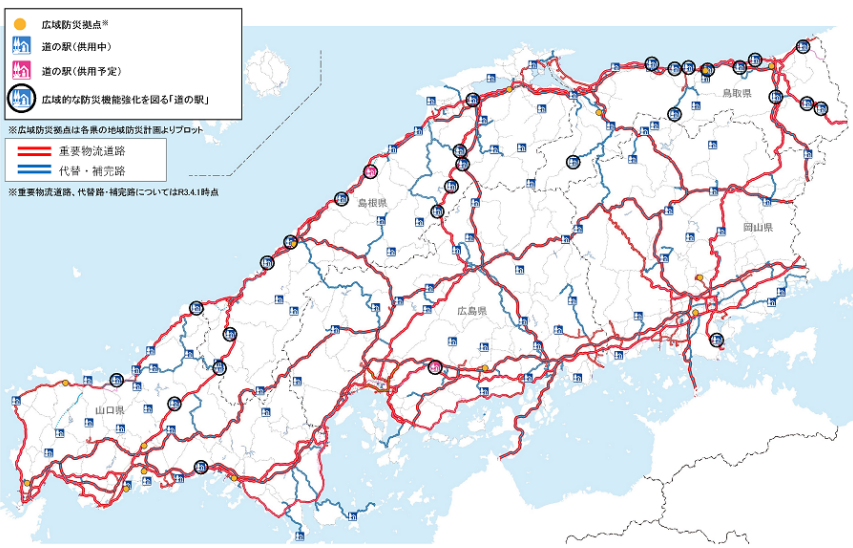 広域防災拠点※
道の駅(供用中)
道の駅(供用予定)
広域的な防災機能強化を図る「道の駅」
※広域防災拠点は各県の地域防災計画よりプロット
重要物流道路
代替・補完路
※重要物流道路、代替路・補完路についてはR3.4.1時点
鳥取県
島根県
岡山県
広島県
山口県